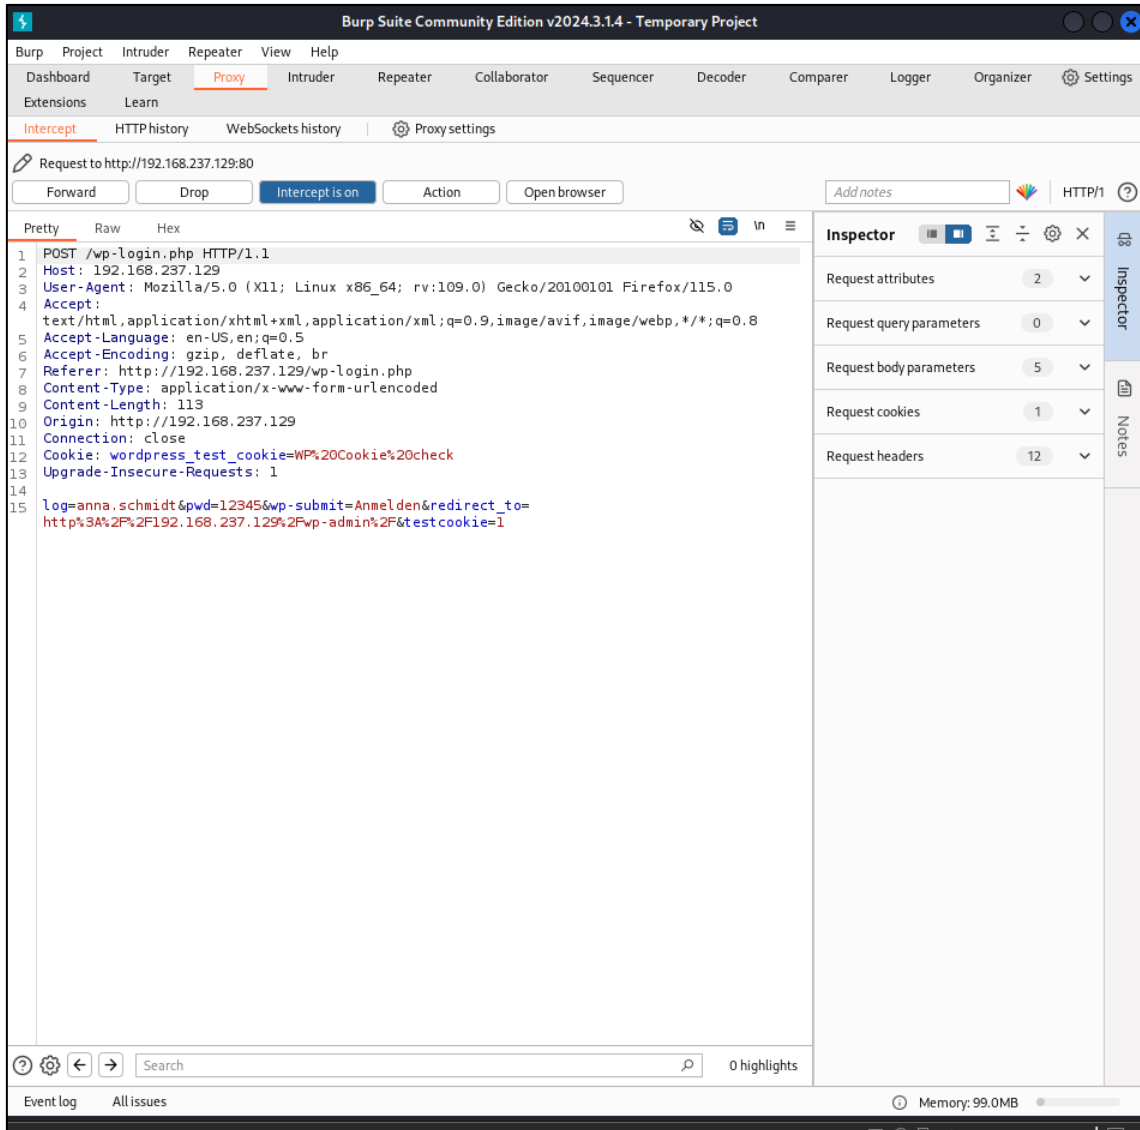 Burp Suite Community Edition v2024.3.1.4 - Temporary Project
Burp Project Intruder Repeater View Help
Dashboard Target Proxy Intruder Repeater Collaborator Sequencer Decoder Comparer Logger Organizer Settings
Extensions Learn
Intercept HTTP history WebSockets history Proxy settings
Request to http://192.168.237.129:80
Forward Drop Intercept is on Action Open browser Add notes HTTP/1
Pretty Raw Hex \n
1 POST /wp-login.php HTTP/1.1
2 Host: 192.168.237.129
3 User-Agent: Mozilla/5.0 (X11; Linux x86_64; rv:109.0) Gecko/20100101 Firefox/115.0
4 Accept:
text/html,application/xhtml+xml,application/xml;q=0.9,image/avif,image/webp,*/*;q=0.8
5 Accept-Language: en-US,en;q=0.5
6 Accept-Encoding: gzip, deflate, br
7 Referer: http://192.168.237.129/wp-login.php
8 Content-Type: application/x-www-form-urlencoded
9 Content-Length: 113
10 Origin: http://192.168.237.129
11 Connection: close
12 Cookie: wordpress_test_cookie=WP%20Cookie%20check
13 Upgrade-Insecure-Requests: 1
14
15 log=anna.schmidt&pwd=12345&wp-submit=Anmelden&redirect_to=
http%3A%2F%2F192.168.237.129%2Fwp-admin%2F&testcookie=1
Inspector
Request attributes 2
Request query parameters 0
Request body parameters 5
Request cookies 1
Request headers 12
Inspector
Notes
Search 0 highlights
Event log All issues Memory: 99.0MB